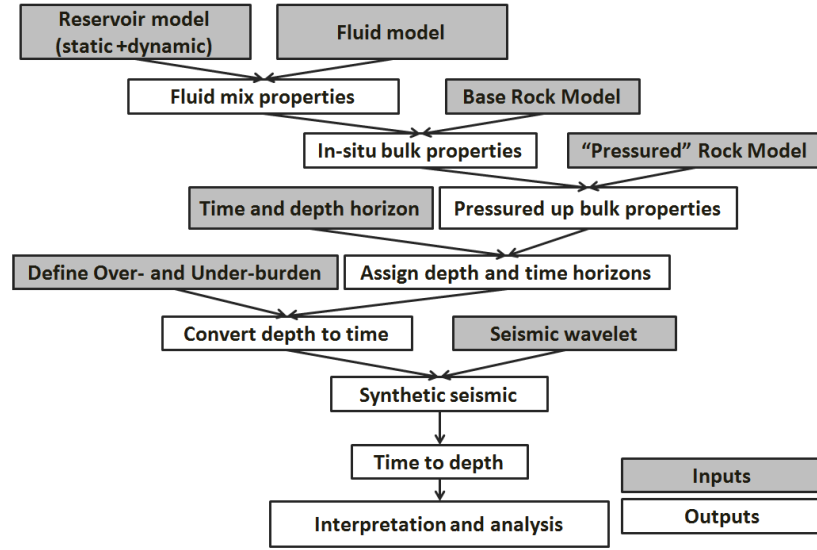 Reservoir model
(static +dynamic)
Fluid model
Fluid mix properties
Base Rock Model
In-situ bulk properties
“Pressured” Rock Model
Time and depth horizon
Pressured up bulk properties
Define Over- and Under-burden
Assign depth and time horizons
Convert depth to time
Seismic wavelet
Synthetic seismic
Time to depth
Inputs
Interpretation and analysis
Outputs